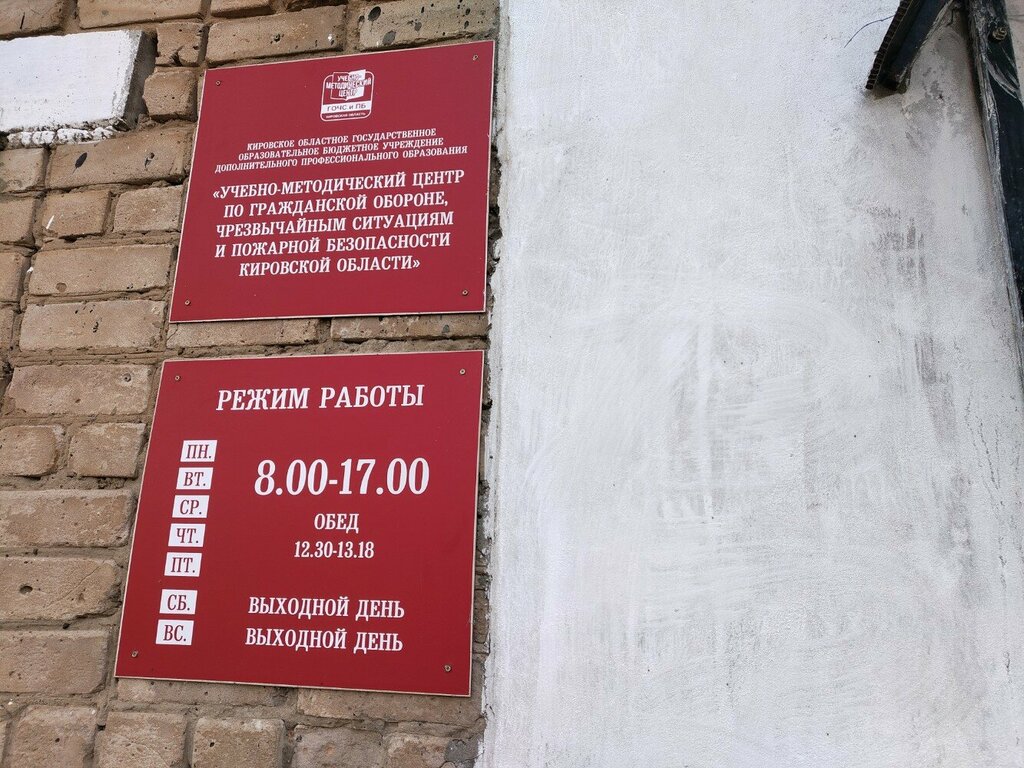 УЧЕБНО-
МЕТОДИЧЕСКИЙ
ЦЕНТР
ГОЧС и ПБ
КИРОВСКАЯ ОБЛАСТЬ
КИРОВСКОЕ ОБЛАСТНОЕ ГОСУДАРСТВЕННОЕ
ОБРАЗОВАТЕЛЬНОЕ БЮДЖЕТНОЕ УЧРЕЖДЕНИЕ
ДОПОЛНИТЕЛЬНОГО ПРОФЕССИОНАЛЬНОГО ОБРАЗОВАНИЯ
«УЧЕБНО-МЕТОДИЧЕСКИЙ ЦЕНТР
ПО ГРАЖДАНСКОЙ ОБОРОНЕ,
ЧРЕЗВЫЧАЙНЫМ СИТУАЦИЯМ
И ПОЖАРНОЙ БЕЗОПАСНОСТИ
КИРОВСКОЙ ОБЛАСТИ»
РЕЖИМ РАБОТЫ
ПН.
ВТ.
СР.
ЧТ.
ПТ.
8.00-17.00
ОБЕД
12.30-13.18
СБ. ВЫХОДНОЙ ДЕНЬ
ВС. ВЫХОДНОЙ ДЕНЬ